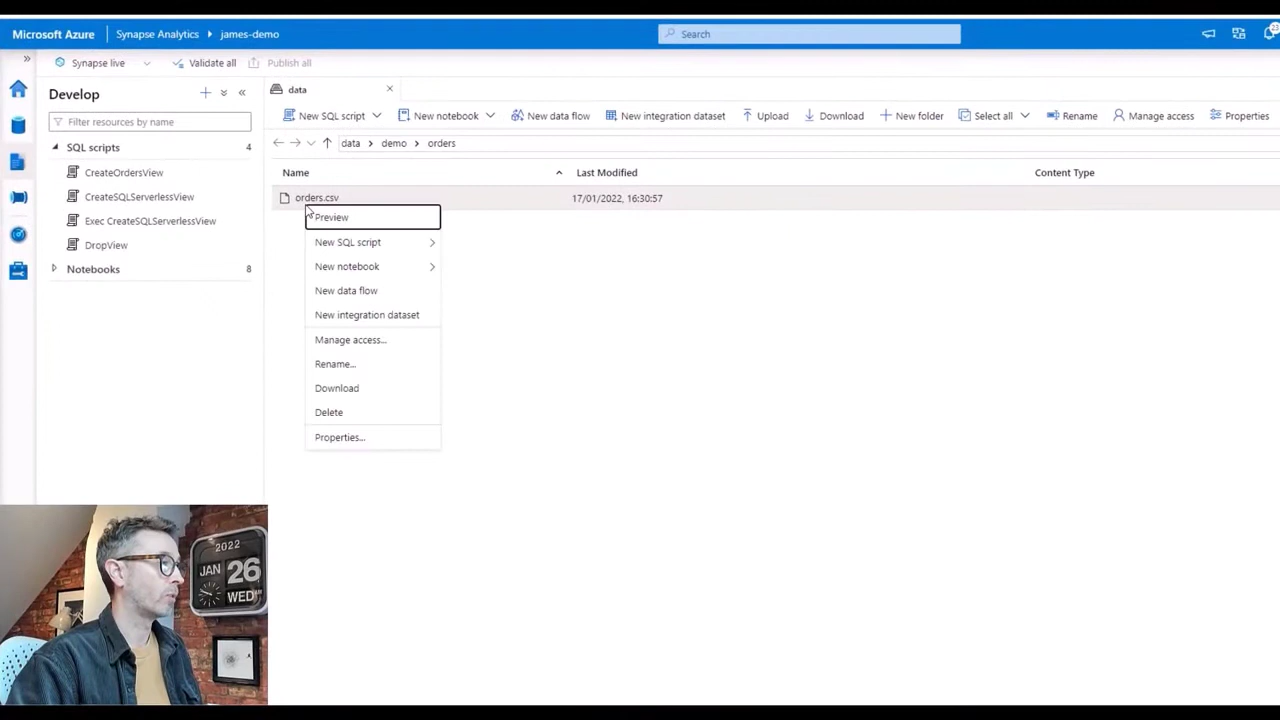 Microsoft Azure
Synapse Analytics
james-demo
Search
23
»
Synapse live
Validate all
Publish all
Develop
«
Filter resources by name
SQL scripts
4
CreateOrdersView
CreateSQLServerlessView
Exec CreateSQLServerlessView
DropView
Notebooks
8
data
New SQL script
New notebook
New data flow
New integration dataset
Upload
Download
New folder
Select all
Rename
Manage access
Properties
data
demo
orders
Name
Last Modified
Content Type
orders.csv
17/01/2022, 16:30:57
Preview
New SQL script
New notebook
New data flow
New integration dataset
Manage access...
Rename...
Download
Delete
Properties...
2022
JAN 26
WED